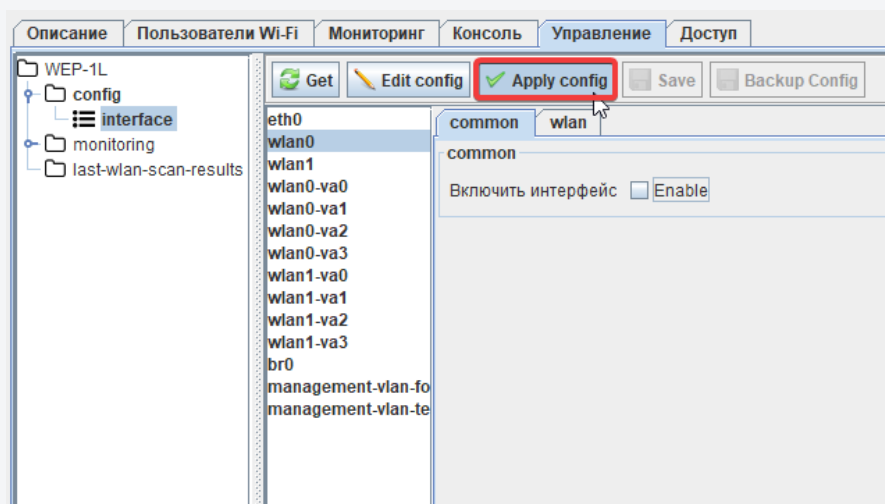 Описание Пользователи Wi-Fi Мониторинг Консоль Управление Доступ
WEP-1L
config
interface
monitoring
last-wlan-scan-results
Get Edit config Apply config Save Backup Config
eth0
wlan0
wlan1
wlan0-va0
wlan0-va1
wlan0-va2
wlan0-va3
wlan1-va0
wlan1-va1
wlan1-va2
wlan1-va3
br0
management-vlan-fo
management-vlan-te
common wlan
common
Включить интерфейс Enable